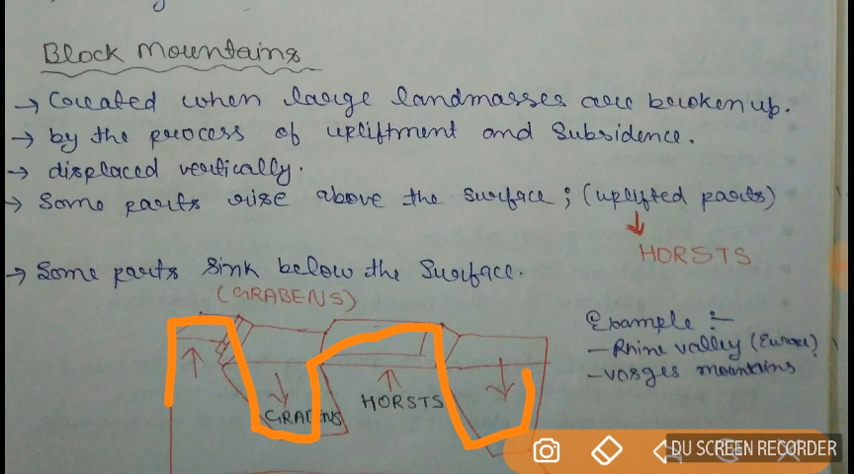 Block Mountains
→ Created when large landmasses are broken up.
→ by the process of upliftment and Subsidence.
→ displaced vertically.
→ Some parts rise above the surface; (uplifted parts)
HORSTS
→ Some parts sink below the Surface.
(GRABENS)
Example :-
- Rhine valley (Europe)
- Vosges mountains
GRABENS
HORSTS
DU SCREEN RECORDER